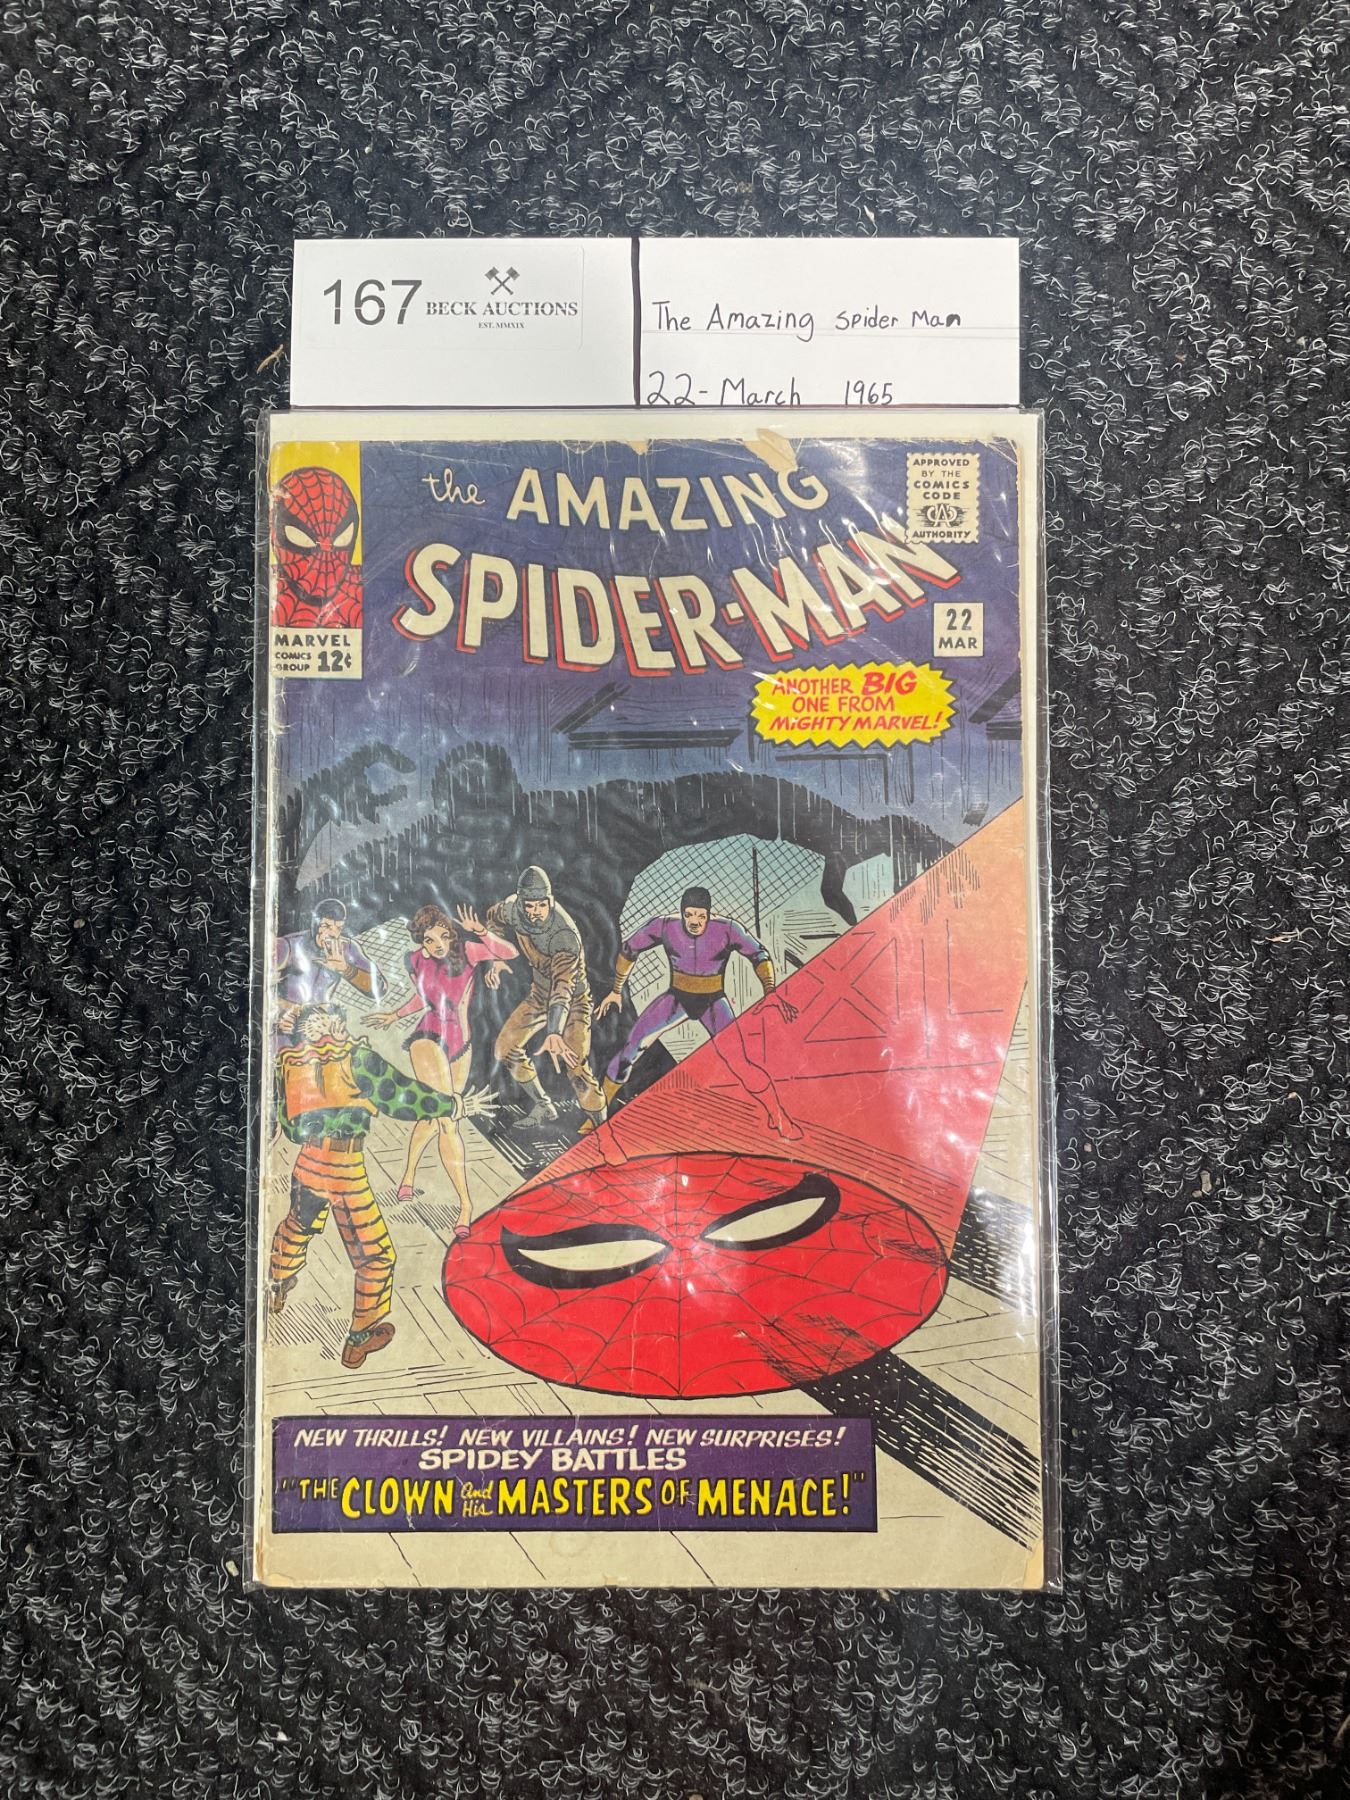 167
BECK AUCTIONS
EST. MMXIX
The Amazing Spider Man
22- March 1965
the AMAZING
SPIDER-MAN
APPROVED
BY THE
COMICS
CODE
CA
AUTHORITY
MARVEL
COMICS
GROUP 12¢
22
MAR
ANOTHER BIG
ONE FROM
MIGHTY MARVEL!
NEW THRILLS! NEW VILLAINS! NEW SURPRISES!
SPIDEY BATTLES
"THE CLOWN and His MASTERS OF MENACE!"